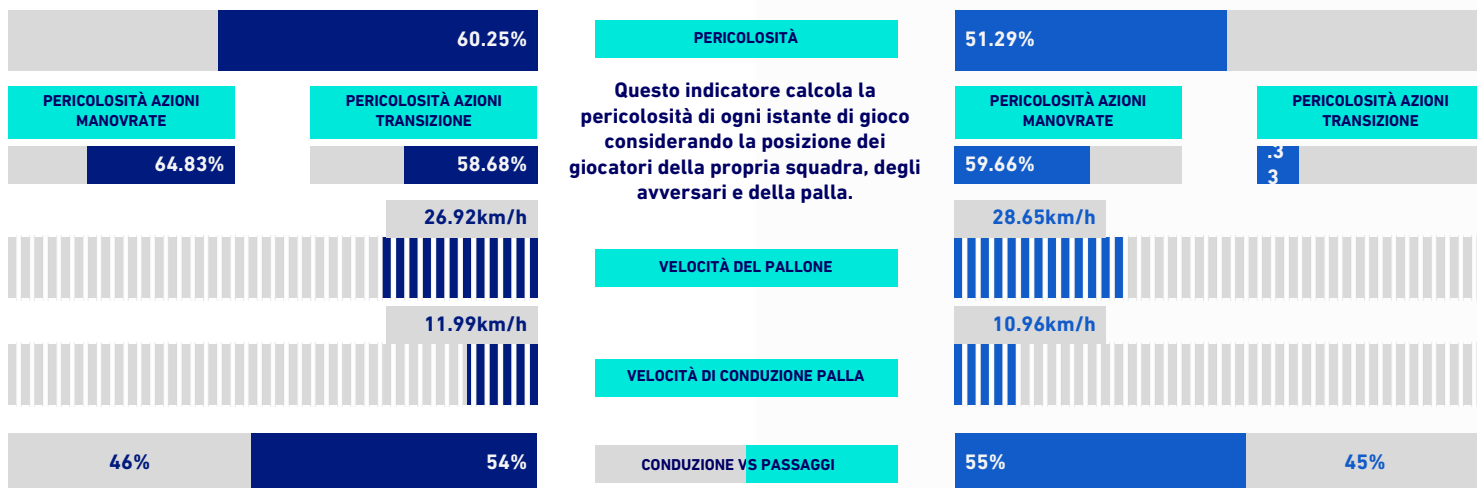 60.25%
PERICOLOSITÀ
51.29%
PERICOLOSITÀ AZIONI
MANOVRATE
PERICOLOSITÀ AZIONI
TRANSIZIONE
Questo indicatore calcola la
pericolosità di ogni istante di gioco
considerando la posizione dei
giocatori della propria squadra, degli
avversari e della palla.
PERICOLOSITÀ AZIONI
MANOVRATE
PERICOLOSITÀ AZIONI
TRANSIZIONE
64.83%
58.68%
59.66%
.3
3
26.92km/h
28.65km/h
VELOCITÀ DEL PALLONE
11.99km/h
10.96km/h
VELOCITÀ DI CONDUZIONE PALLA
46%
54%
CONDUZIONE VS PASSAGGI
55%
45%